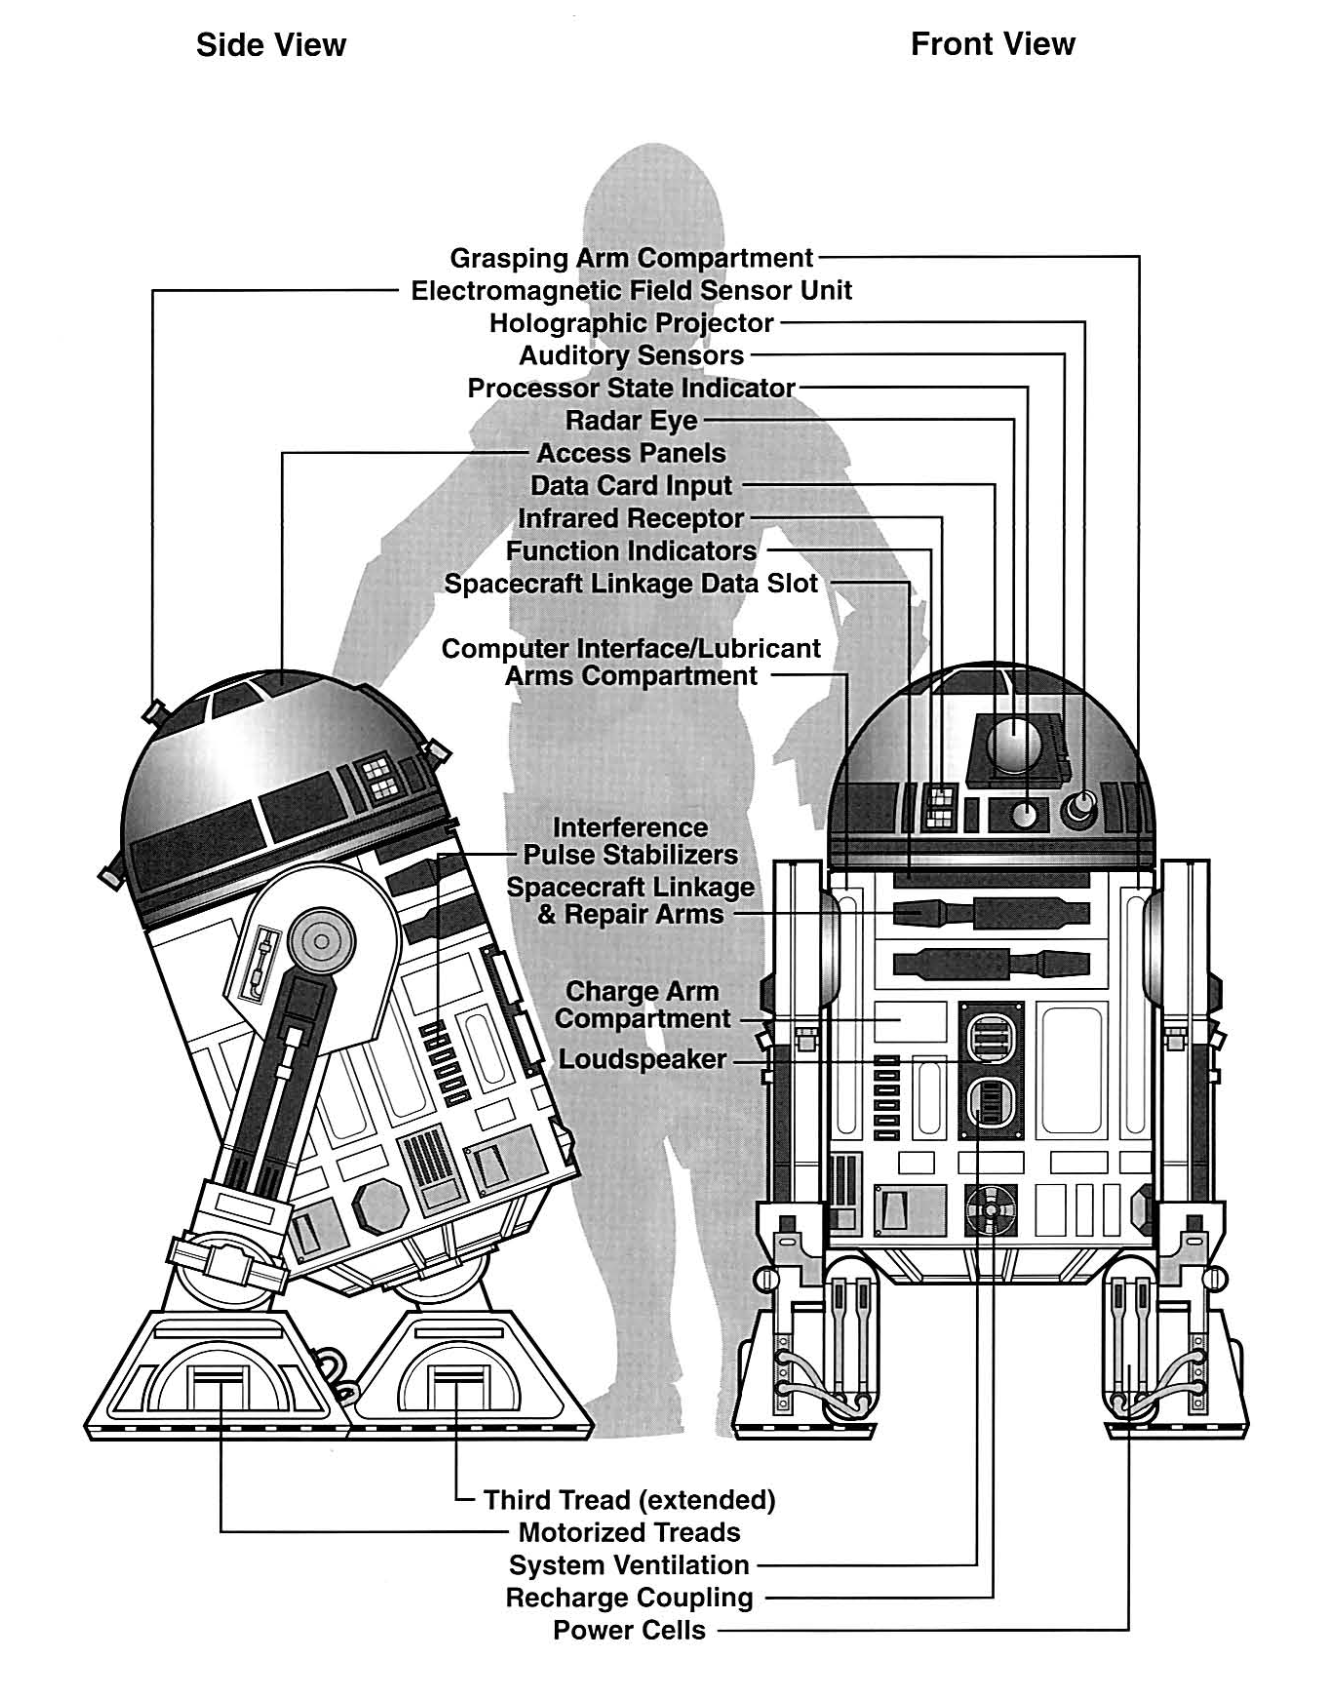 Side View
Front View
Grasping Arm Compartment
Electromagnetic Field Sensor Unit
Holographic Projector
Auditory Sensors
Processor State Indicator
Radar Eye
Access Panels
Data Card Input
Infrared Receptor
Function Indicators
Spacecraft Linkage Data Slot
Computer Interface/Lubricant
Arms Compartment
Interference
Pulse Stabilizers
Spacecraft Linkage
& Repair Arms
Charge Arm
Compartment
Loudspeaker
Third Tread (extended)
Motorized Treads
System Ventilation
Recharge Coupling
Power Cells